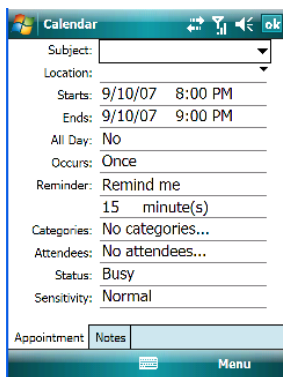 Calendar ok
Subject:
Location:
Starts: 9/10/07 8:00 PM
Ends: 9/10/07 9:00 PM
All Day: No
Occurs: Once
Reminder: Remind me
15 minute(s)
Categories: No categories...
Attendees: No attendees...
Status: Busy
Sensitivity: Normal
Appointment Notes
Menu